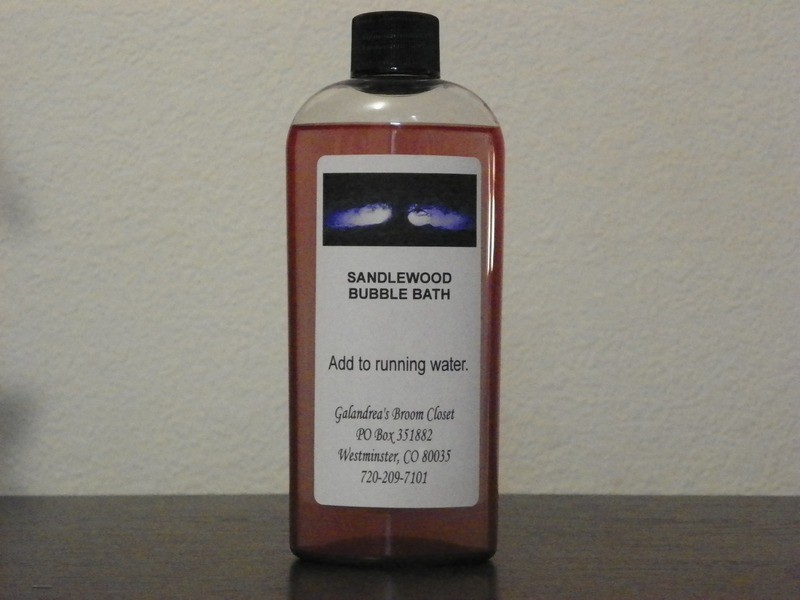 SANDLEWOOD
BUBBLE BATH
Add to running water.
Galandrea's Broom Closet
PO Box 351882
Westminster, CO 80035
720-209-7101